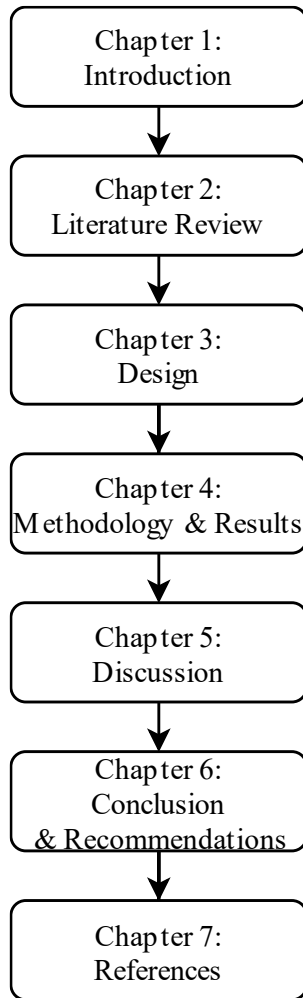 Chapter 1:
Introduction
Chapter 2:
Literature Review
Chapter 3:
Design
Chapter 4:
Methodology & Results
Chapter 5:
Discussion
Chapter 6:
Conclusion
& Recommendations
Chapter 7:
References